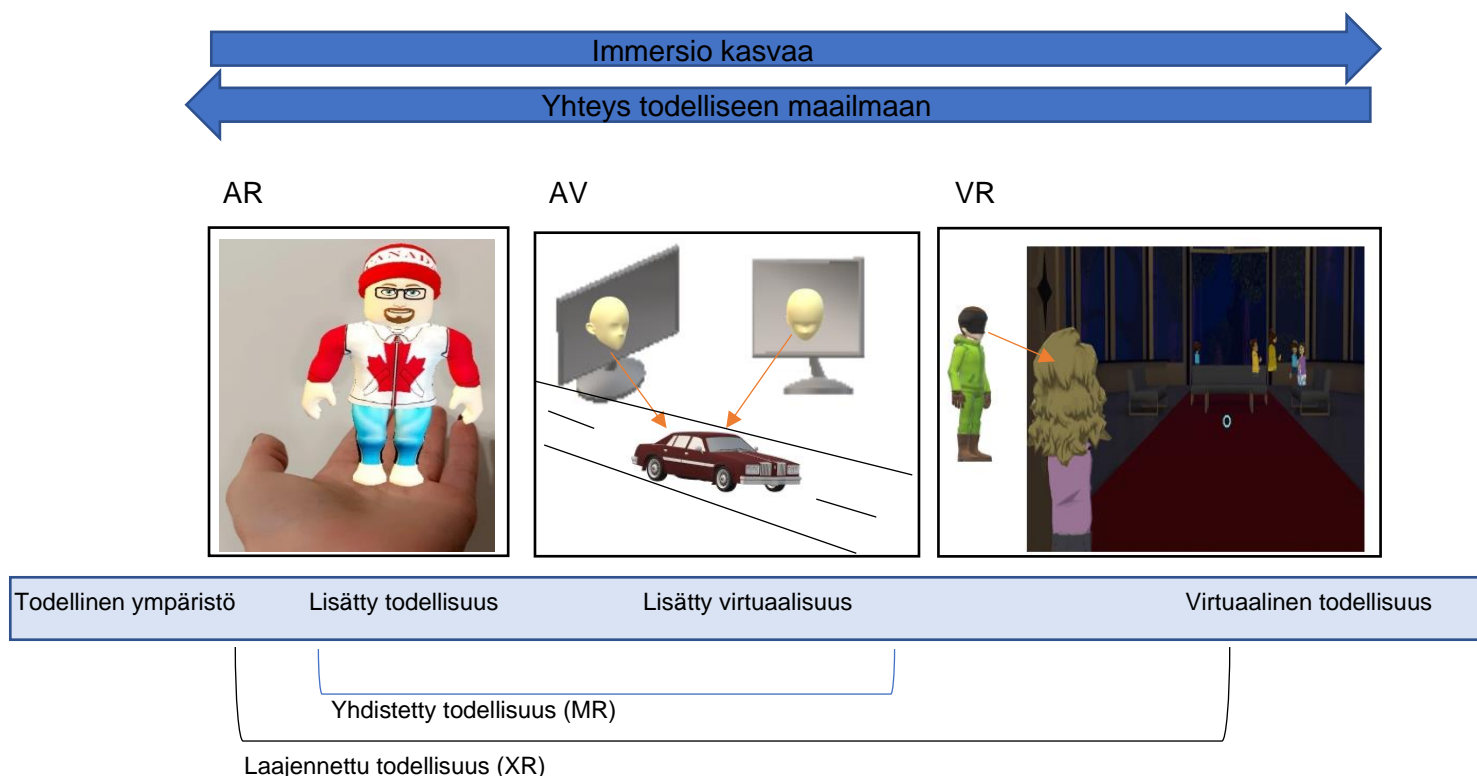 Immersio kasvaa
Yhteys todelliseen maailmaan
AR
AV
VR
ANAD
Todellinen ympäristö
Lisätty todellisuus
Lisätty virtuaalisuus
Virtuaalinen todellisuus
Yhdistetty todellisuus (MR)
Laajennettu todellisuus (XR)